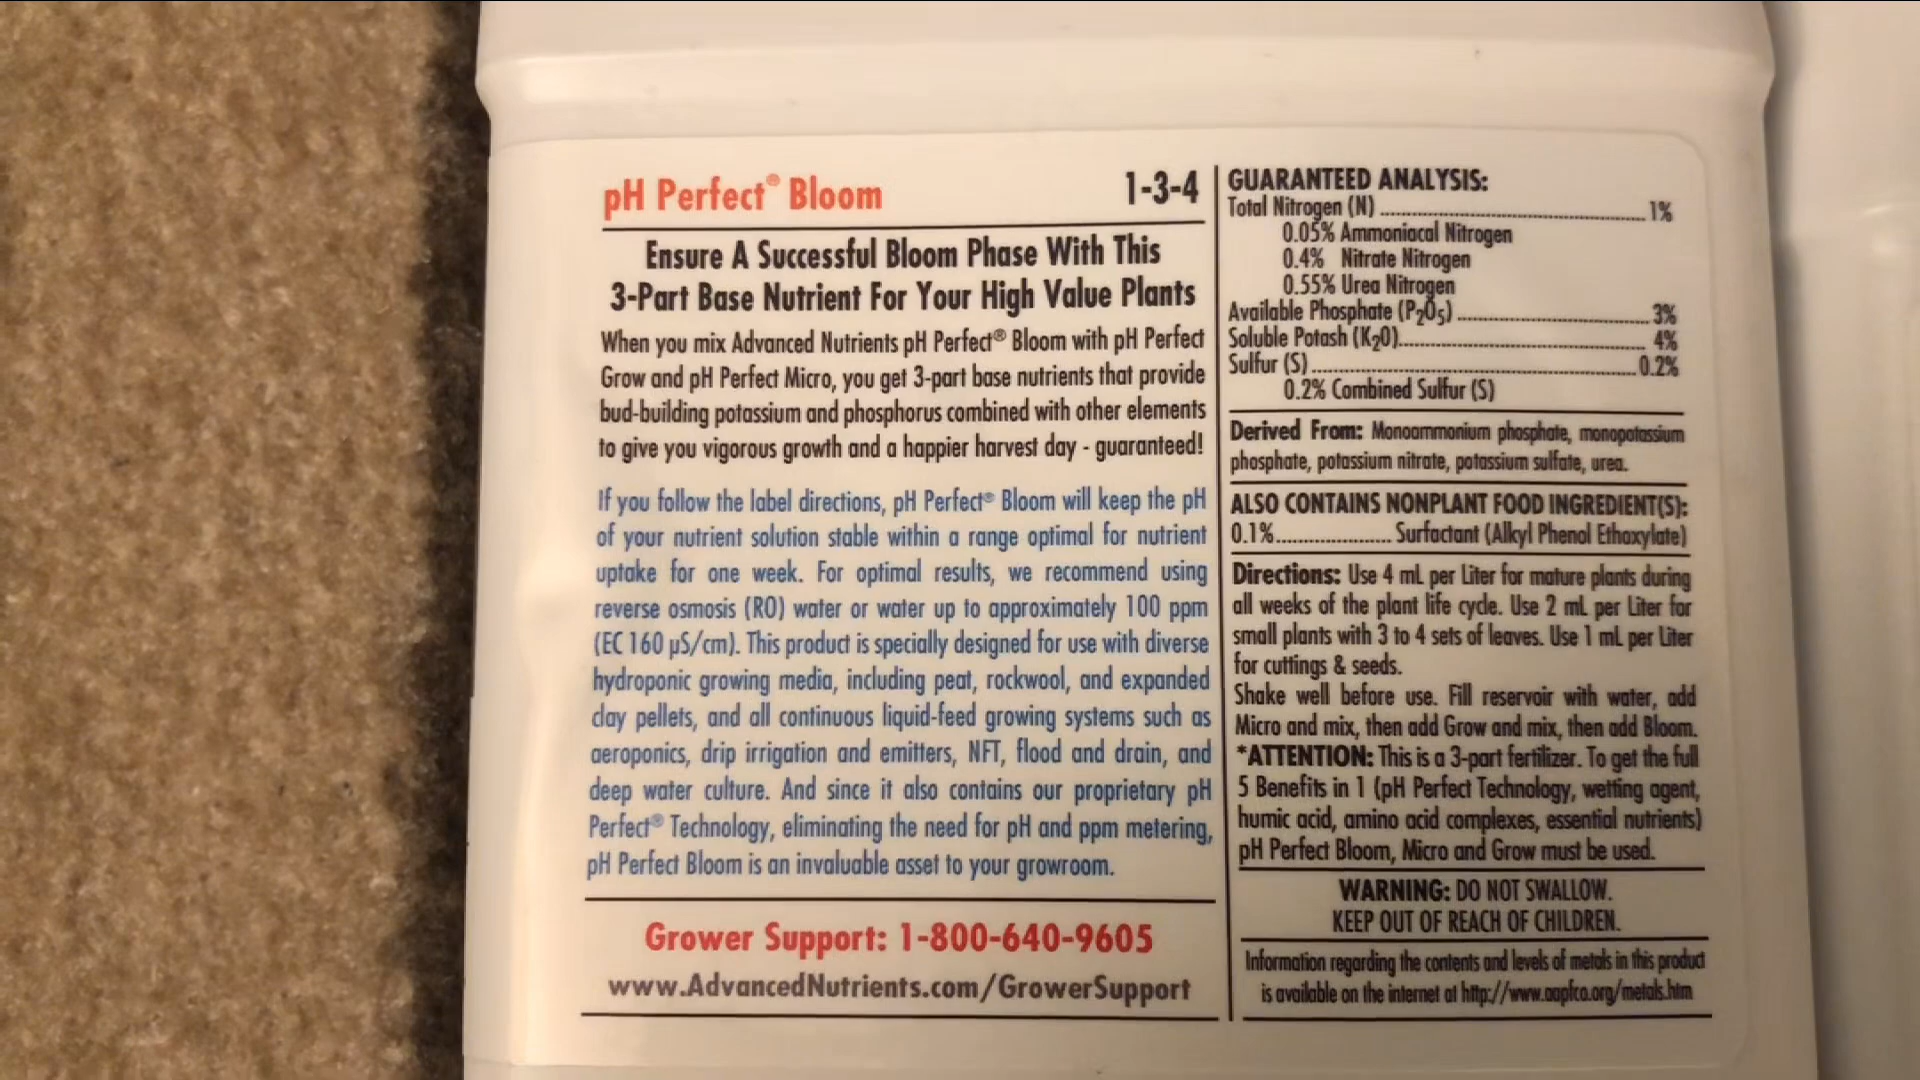 pH Perfect® Bloom 1-3-4
Ensure A Successful Bloom Phase With This
3-Part Base Nutrient For Your High Value Plants
When you mix Advanced Nutrients pH Perfect® Bloom with pH Perfect
Grow and pH Perfect Micro, you get 3-part base nutrients that provide
bud-building potassium and phosphorus combined with other elements
to give you vigorous growth and a happier harvest day - guaranteed!
If you follow the label directions, pH Perfect® Bloom will keep the pH
of your nutrient solution stable within a range optimal for nutrient
uptake for one week. For optimal results, we recommend using
reverse osmosis (RO) water or water up to approximately 100 ppm
(EC 160 µS/cm). This product is specially designed for use with diverse
hydroponic growing media, including peat, rockwool, and expanded
clay pellets, and all continuous liquid-feed growing systems such as
aeroponics, drip irrigation and emitters, NFT, flood and drain, and
deep water culture. And since it also contains our proprietary pH
Perfect® Technology, eliminating the need for pH and ppm metering,
pH Perfect Bloom is an invaluable asset to your growroom.
Grower Support: 1-800-640-9605
www.AdvancedNutrients.com/GrowerSupport
GUARANTEED ANALYSIS:
Total Nitrogen (N) ........ 1%
0.05% Ammoniacal Nitrogen
0.4% Nitrate Nitrogen
0.55% Urea Nitrogen
Available Phosphate (P₂O₅) ........ 3%
Soluble Potash (K₂O)........ 4%
Sulfur (S) ........ 0.2%
0.2% Combined Sulfur (S)
Derived From: Monoammonium phosphate, monopotassium
phosphate, potassium nitrate, potassium sulfate, urea.
ALSO CONTAINS NONPLANT FOOD INGREDIENT(S):
0.1%........ Surfactant (Alkyl Phenol Ethoxylate)
Directions: Use 4 mL per Liter for mature plants during
all weeks of the plant life cycle. Use 2 mL per Liter for
small plants with 3 to 4 sets of leaves. Use 1 mL per Liter
for cuttings & seeds.
Shake well before use. Fill reservoir with water, add
Micro and mix, then add Grow and mix, then add Bloom.
*ATTENTION: This is a 3-part fertilizer. To get the full
5 Benefits in 1 (pH Perfect Technology, wetting agent,
humic acid, amino acid complexes, essential nutrients)
pH Perfect Bloom, Micro and Grow must be used.
WARNING: DO NOT SWALLOW.
KEEP OUT OF REACH OF CHILDREN.
Information regarding the contents and levels of metals in this product
is available on the internet at http://www.aapfco.org/metals.htm